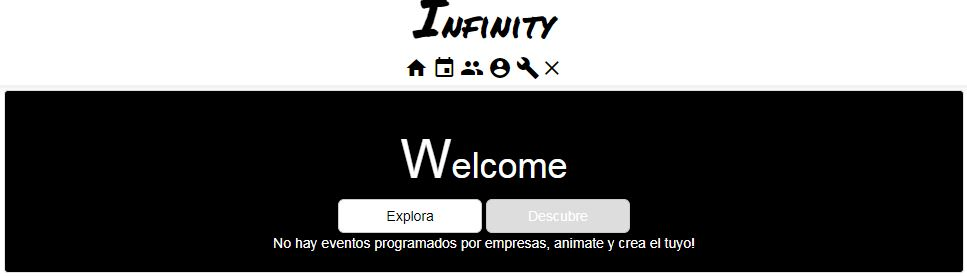 Infinity
Welcome
Explora Descubre
No hay eventos programados por empresas, animate y crea el tuyo!